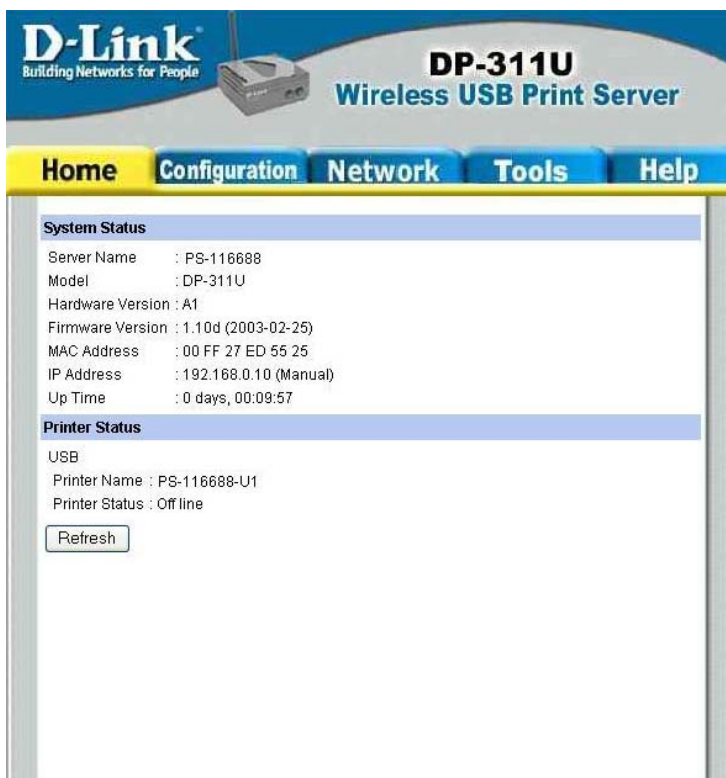 D-Link
Building Networks for People
DP-311U
Wireless USB Print Server
Home Configuration Network Tools Help
System Status
Server Name : PS-116688
Model : DP-311U
Hardware Version : A1
Firmware Version : 1.10d (2003-02-25)
MAC Address : 00 FF 27 ED 55 25
IP Address : 192.168.0.10 (Manual)
Up Time : 0 days, 00:09:57
Printer Status
USB
Printer Name : PS-116688-U1
Printer Status : Off line
Refresh